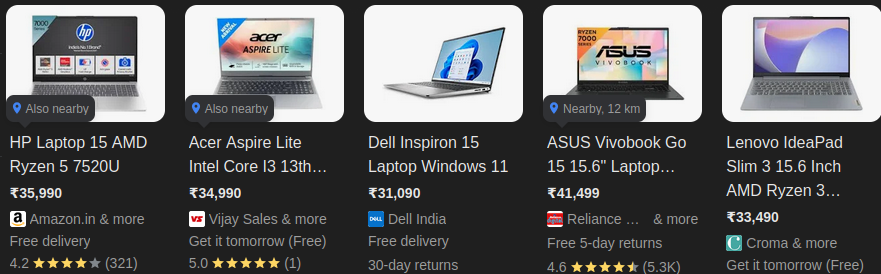 7000
hp
India's No.1 Brand
Also nearby
HP Laptop 15 AMD
Ryzen 5 7520U
₹35,990
Amazon.in & more
Free delivery
4.2 (321)
NEW ARRIVAL
acer
ASPIRE LITE
Also nearby
Acer Aspire Lite
Intel Core I3 13th...
₹34,990
VS Vijay Sales & more
Get it tomorrow (Free)
5.0 (1)
Dell Inspiron 15
Laptop Windows 11
₹31,090
DELL Dell India
Free delivery
30-day returns
RYZEN
7000
SERIES
ASUS
VIVOBOOK
Nearby, 12 km
ASUS Vivobook Go
15 15.6" Laptop...
₹41,499
Reliance ... & more
Free 5-day returns
4.6 (5.3K)
Lenovo IdeaPad
Slim 3 15.6 Inch
AMD Ryzen 3...
₹33,490
Croma & more
Get it tomorrow (Free)